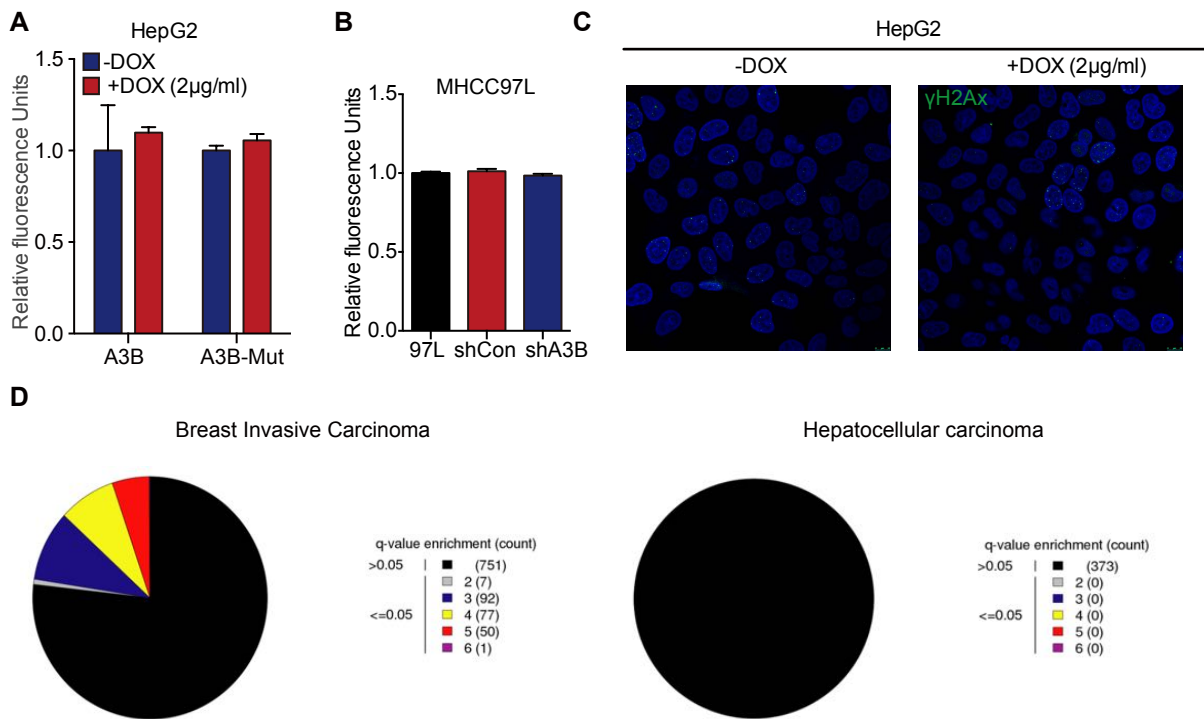 A
HepG2
-DOX
+DOX (2µg/ml)
Relative fluorescence Units
1.5
1.0
0.5
0.0
A3B
A3B-Mut
B
MHCC97L
Relative fluorescence Units
1.5
1.0
0.5
0.0
97L
shCon
shA3B
C
HepG2
-DOX
+DOX (2µg/ml)
γH2Ax
D
Breast Invasive Carcinoma
q-value enrichment (count)
>0.05
(751)
2 (7)
3 (92)
<=0.05
4 (77)
5 (50)
6 (1)
Hepatocellular carcinoma
q-value enrichment (count)
>0.05
(373)
2 (0)
3 (0)
<=0.05
4 (0)
5 (0)
6 (0)